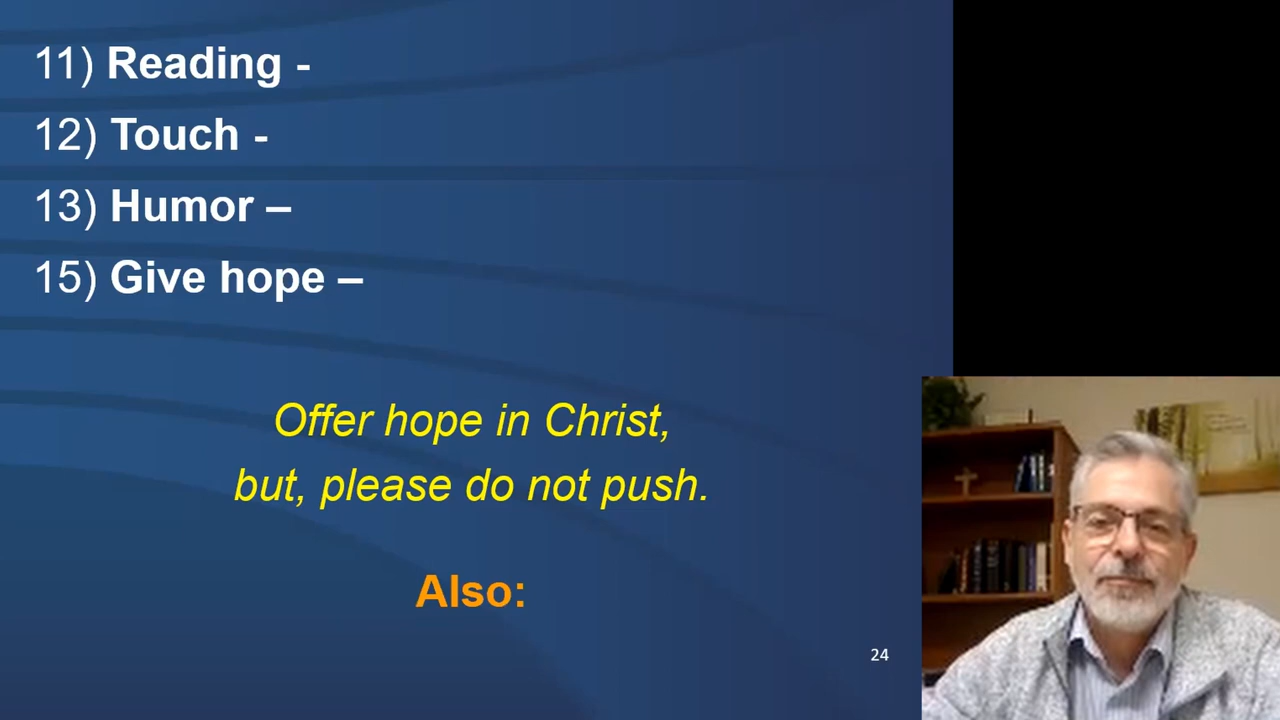 11) Reading -
12) Touch -
13) Humor –
15) Give hope –
Offer hope in Christ,
but, please do not push.
Also:
24